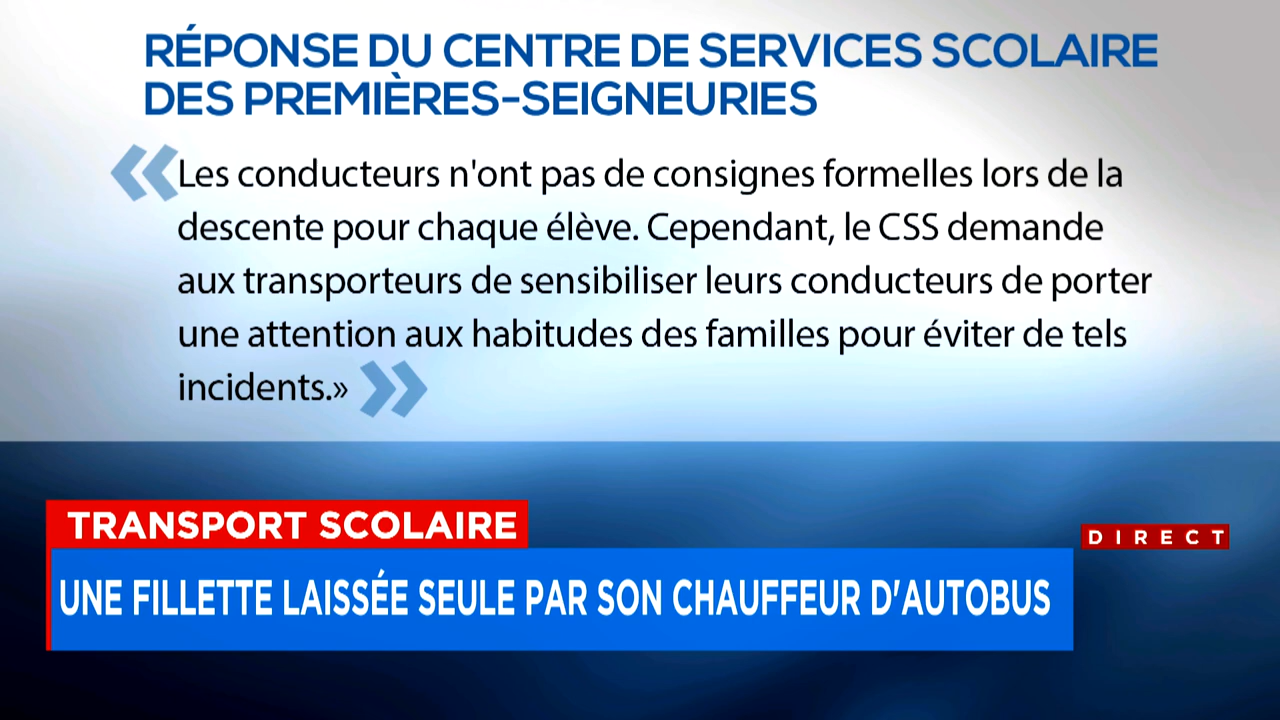 RÉPONSE DU CENTRE DE SERVICES SCOLAIRE
DES PREMIÈRES-SEIGNEURIES
«Les conducteurs n'ont pas de consignes formelles lors de la
descente pour chaque élève. Cependant, le CSS demande
aux transporteurs de sensibiliser leurs conducteurs de porter
une attention aux habitudes des familles pour éviter de tels
incidents.» »
TRANSPORT SCOLAIRE
DIRECT
UNE FILLETTE LAISSÉE SEULE PAR SON CHAUFFEUR D'AUTOBUS